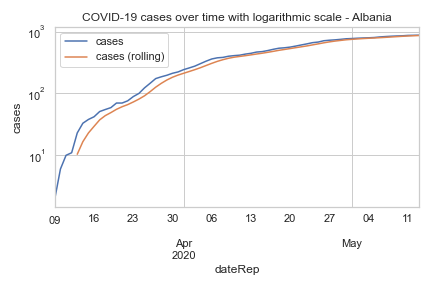 COVID-19 cases over time with logarithmic scale - Albania
cases
cases (rolling)
10³
10²
10¹
cases
09 16 23 30 06 13 20 27 04 11
Apr May
2020
dateRep